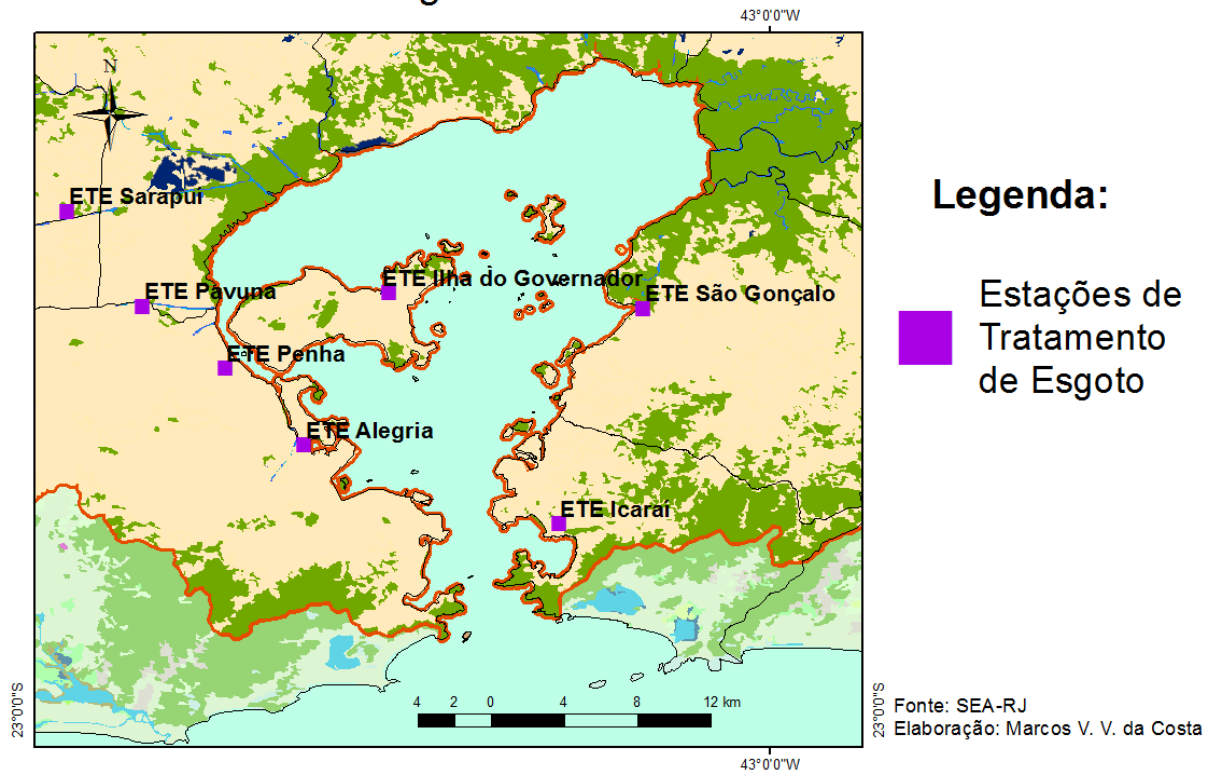 43°0'0"W
N
ETE Sarapuí
ETE Pavuna
ETE Ilha do Governador
ETE São Gonçalo
ETE Penha
ETE Alegria
ETE Icaraí
4 2 0 4 8 12 km
23°0'0"S
23°0'0"S
43°0'0"W
Legenda:
Estações de
Tratamento
de Esgoto
Fonte: SEA-RJ
Elaboração: Marcos V. V. da Costa